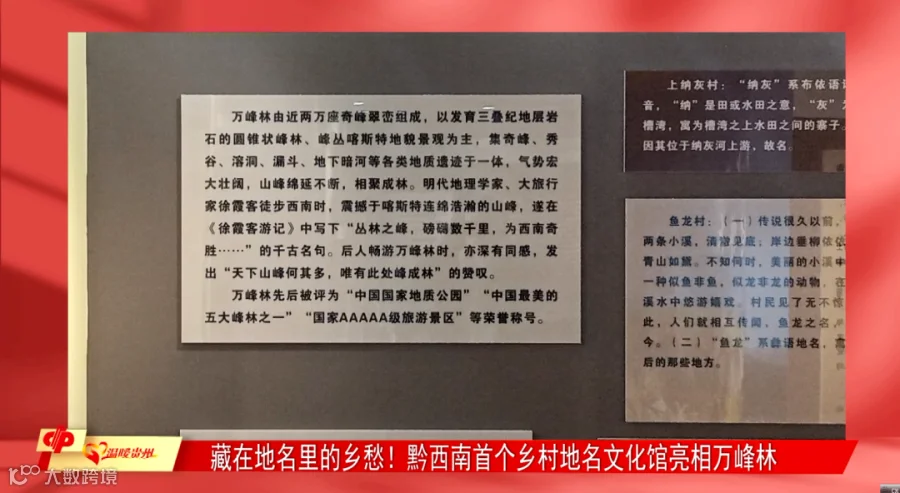 万峰林由近两万座奇峰翠峦组成，以发育三叠纪地层岩
石的圆锥状峰林、峰丛喀斯特地貌景观为主，集奇峰、秀
谷、溶洞、漏斗、地下暗河等各类地质遗迹于一体，气势宏
大壮阔，山峰绵延不断，相聚成林。明代地理学家、大旅行
家徐霞客徒步西南时，震撼于喀斯特连绵浩瀚的山峰，遂在
《徐霞客游记》中写下“丛林之峰，磅礴数千里，为西南奇
胜……”的千古名句。后人畅游万峰林时，亦深有同感，发
出“天下山峰何其多，唯有此处峰成林”的赞叹。
万峰林先后被评为“中国国家地质公园”“中国最美的
五大峰林之一”“国家AAAAA级旅游景区”等荣誉称号。
上纳灰村：“纳灰”系布依语
音，“纳”是田或水田之意，“灰”
槽湾，寓为槽湾之上水田之间的寨子。
因其位于纳灰河上游，故名。
鱼龙村：（一）传说很久以前，
两条小溪，清澈见底；岸边垂柳依依
青山如黛。不知何时，美丽的小溪中
一种似鱼非鱼，似龙非龙的动物，在
溪水中悠游嬉戏。村民见了无不惊
此，人们就相互传闻，鱼龙之名，
今。（二）“鱼龙”系彝语地名，
后的那些地方。
温暖贵州
藏在地名里的乡愁！黔西南首个乡村地名文化馆亮相万峰林
大数跨境